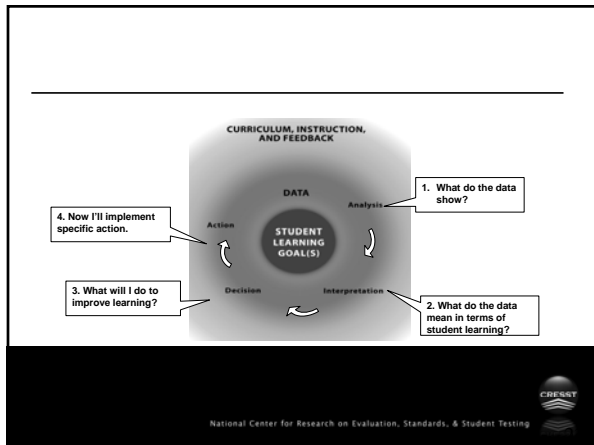 CURRICULUM, INSTRUCTION,
AND FEEDBACK
DATA
Analysis
1. What do the data
show?
4. Now I'll implement
specific action.
Action
STUDENT
LEARNING
GOAL(S)
3. What will I do to
improve learning?
Decision
Interpretation
2. What do the data
mean in terms of
student learning?
CRESST
National Center for Research on Evaluation, Standards, & Student Testing